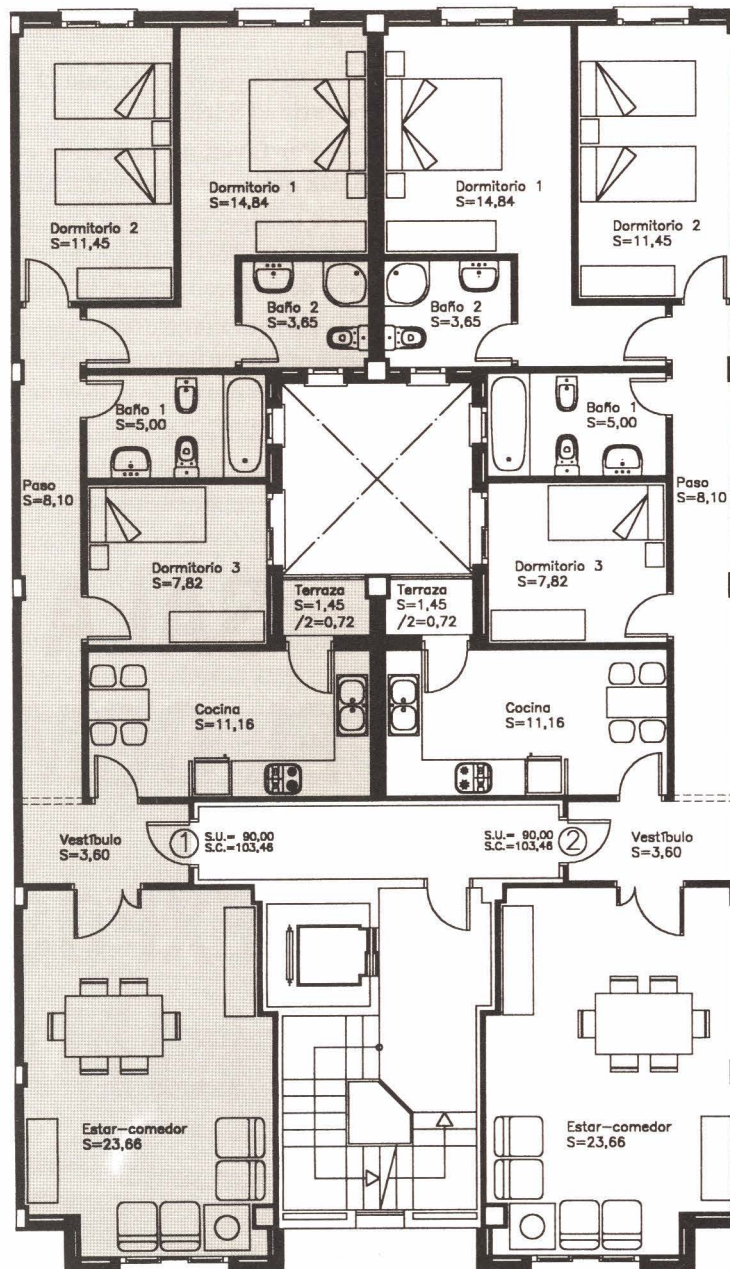 Dormitorio 1
S=14,84
Dormitorio 1
S=14,84
Dormitorio 2
S=11,45
Dormitorio 2
S=11,45
Baño 2
S=3,65
Baño 2
S=3,65
Baño 1
S=5,00
Baño 1
S=5,00
Paso
S=8,10
Paso
S=8,10
Dormitorio 3
S=7,82
Dormitorio 3
S=7,82
Terraza
S=1,45
/2=0,72
Terraza
S=1,45
/2=0,72
Cocina
S=11,16
Cocina
S=11,16
Vestíbulo
S=3,60
1
S.U.= 90,00
S.C.=103,46
S.U.= 90,00
S.C.=103,46
2
Vestíbulo
S=3,60
Estar-comedor
S=23,66
Estar-comedor
S=23,66